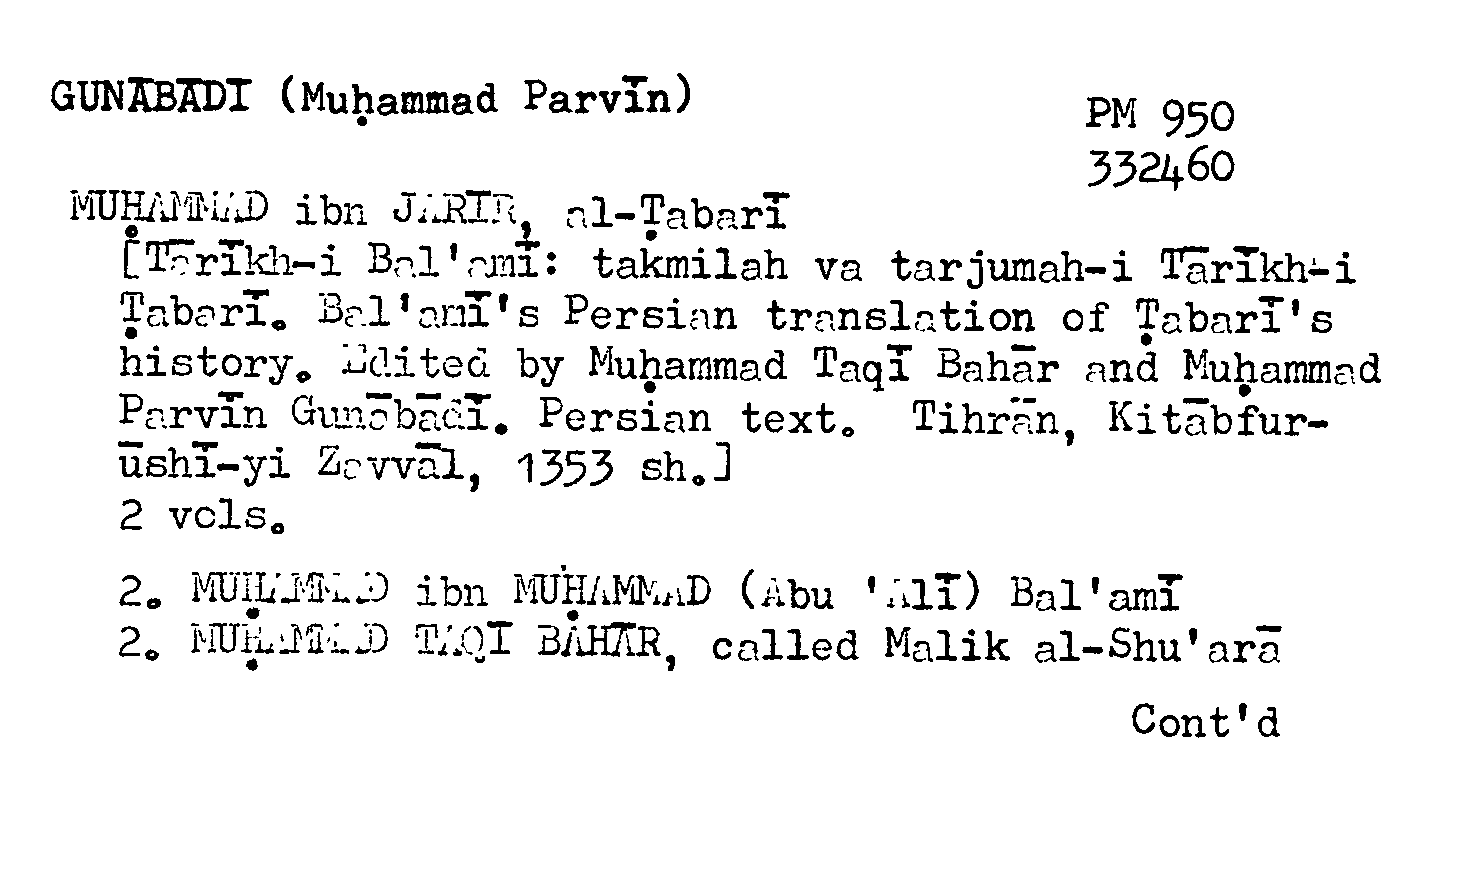 GUNĀBĀDĪ (Muḥammad Parvīn)
PM 950
332460
MUḤAMMAD ibn JARĪR, al-Ṭabarī
[Tārīkh-i Bal'amī: takmilah va tarjumah-i Tārīkh-i
Ṭabarī. Bal'amī's Persian translation of Ṭabarī's
history. Edited by Muḥammad Taqī Bahār and Muḥammad
Parvīn Gunābādī. Persian text. Tihrān, Kitābfur-
ūshī-yi Zavvāl, 1353 sh.]
2 vols.
2. MUḤAMMAD ibn MUḤAMMAD (Abu 'Alī) Bal'amī
2. MUḤAMMAD TAQĪ BAHĀR, called Malik al-Shu'arā
Cont'd